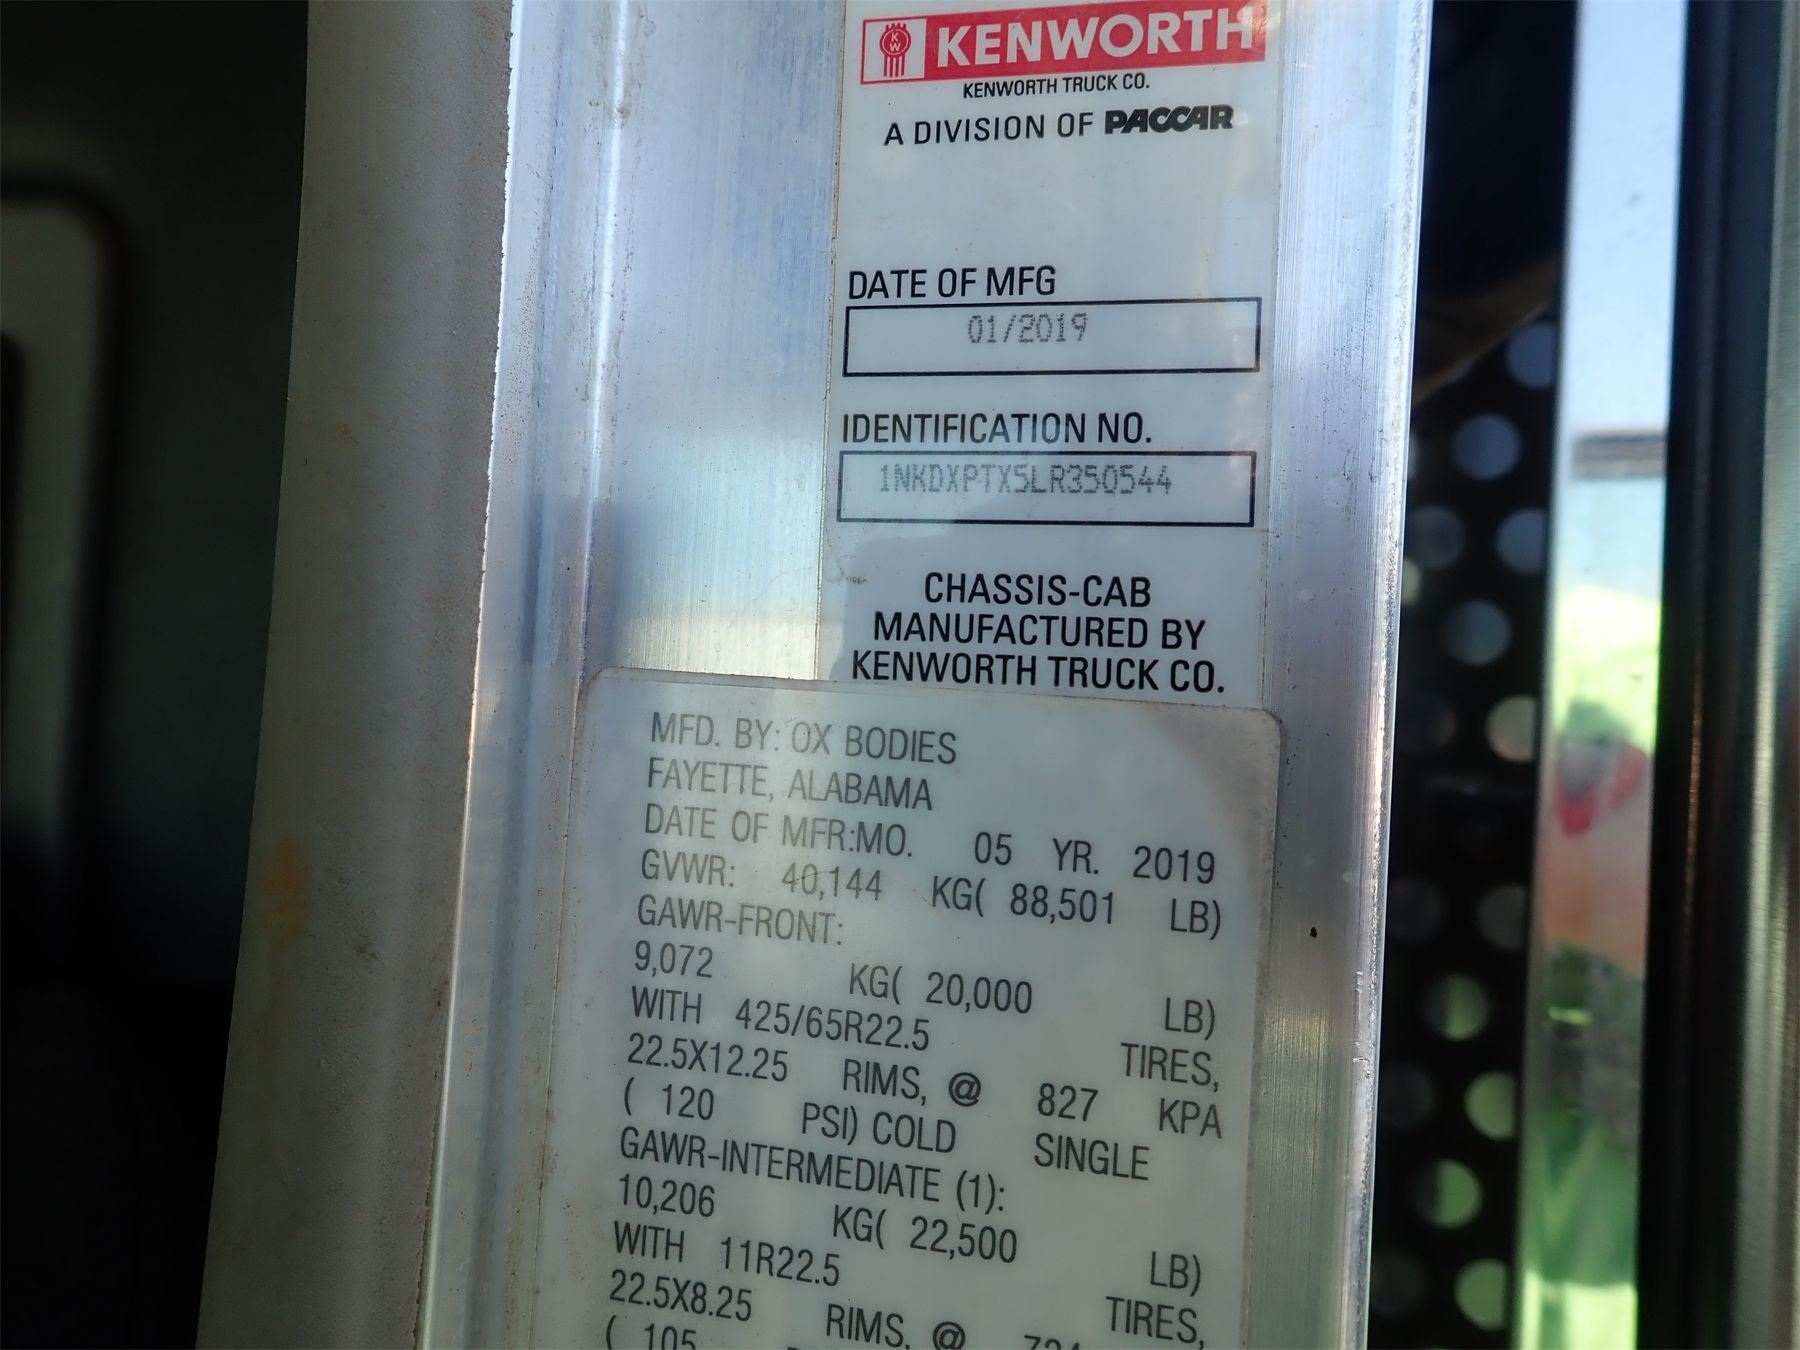 KW KENWORTH
KENWORTH TRUCK CO.
A DIVISION OF PACCAR
DATE OF MFG
01/2019
IDENTIFICATION NO.
1NKDXPTX5LR350544
CHASSIS-CAB
MANUFACTURED BY
KENWORTH TRUCK CO.
MFD. BY: OX BODIES
FAYETTE, ALABAMA
DATE OF MFR:MO. 05 YR. 2019
GVWR: 40,144 KG( 88,501 LB)
GAWR-FRONT:
9,072 KG( 20,000 LB)
WITH 425/65R22.5 TIRES,
22.5X12.25 RIMS, @ 827 KPA
( 120 PSI) COLD SINGLE
GAWR-INTERMEDIATE (1):
10,206 KG( 22,500 LB)
WITH 11R22.5 TIRES,
22.5X8.25 RIMS, @
( 105